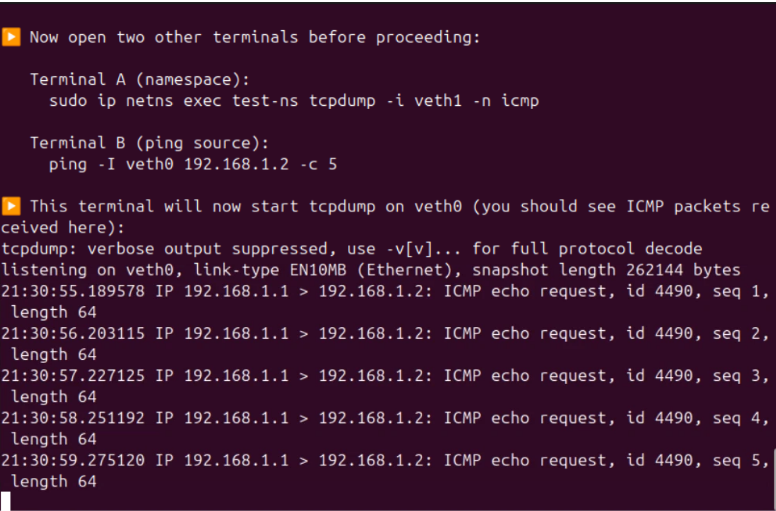 ▶ Now open two other terminals before proceeding:
Terminal A (namespace):
sudo ip netns exec test-ns tcpdump -i veth1 -n icmp
Terminal B (ping source):
ping -I veth0 192.168.1.2 -c 5
▶ This terminal will now start tcpdump on veth0 (you should see ICMP packets re
ceived here):
tcpdump: verbose output suppressed, use -v[v]... for full protocol decode
listening on veth0, link-type EN10MB (Ethernet), snapshot length 262144 bytes
21:30:55.189578 IP 192.168.1.1 > 192.168.1.2: ICMP echo request, id 4490, seq 1,
length 64
21:30:56.203115 IP 192.168.1.1 > 192.168.1.2: ICMP echo request, id 4490, seq 2,
length 64
21:30:57.227125 IP 192.168.1.1 > 192.168.1.2: ICMP echo request, id 4490, seq 3,
length 64
21:30:58.251192 IP 192.168.1.1 > 192.168.1.2: ICMP echo request, id 4490, seq 4,
length 64
21:30:59.275120 IP 192.168.1.1 > 192.168.1.2: ICMP echo request, id 4490, seq 5,
length 64